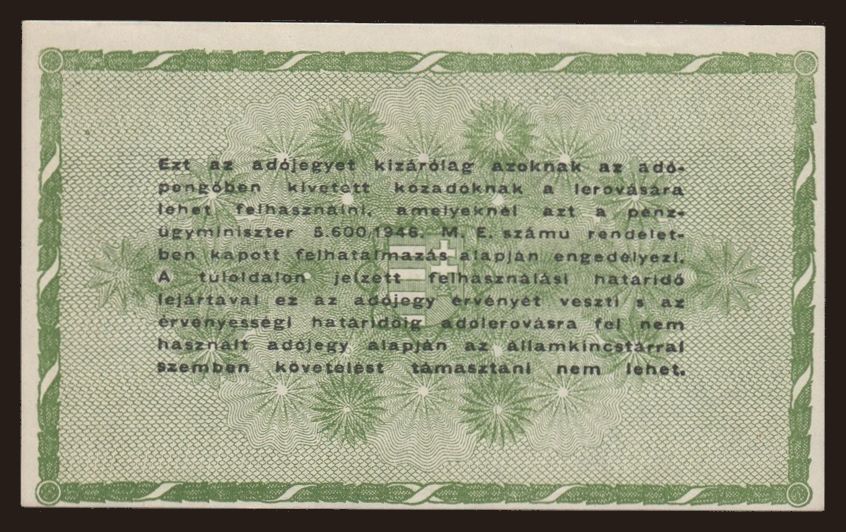 Ezt az adójegyet kizárólag azoknak az adó-
pengőben kivetett közadóknak a lerovására
lehet felhasználni, amelyeknél azt a pénz-
ügyminiszter 5.600/1946. M. E. számu rendelet-
ben kapott felhatalmazás alapján engedélyezi.
A túloldalon jelzett felhasználási határidő
lejártával ez az adójegy érvényét veszti s az
érvényességi határidőig adólerovásra fel nem
használt adójegy alapján az államkincstárral
szemben követelést támasztani nem lehet.